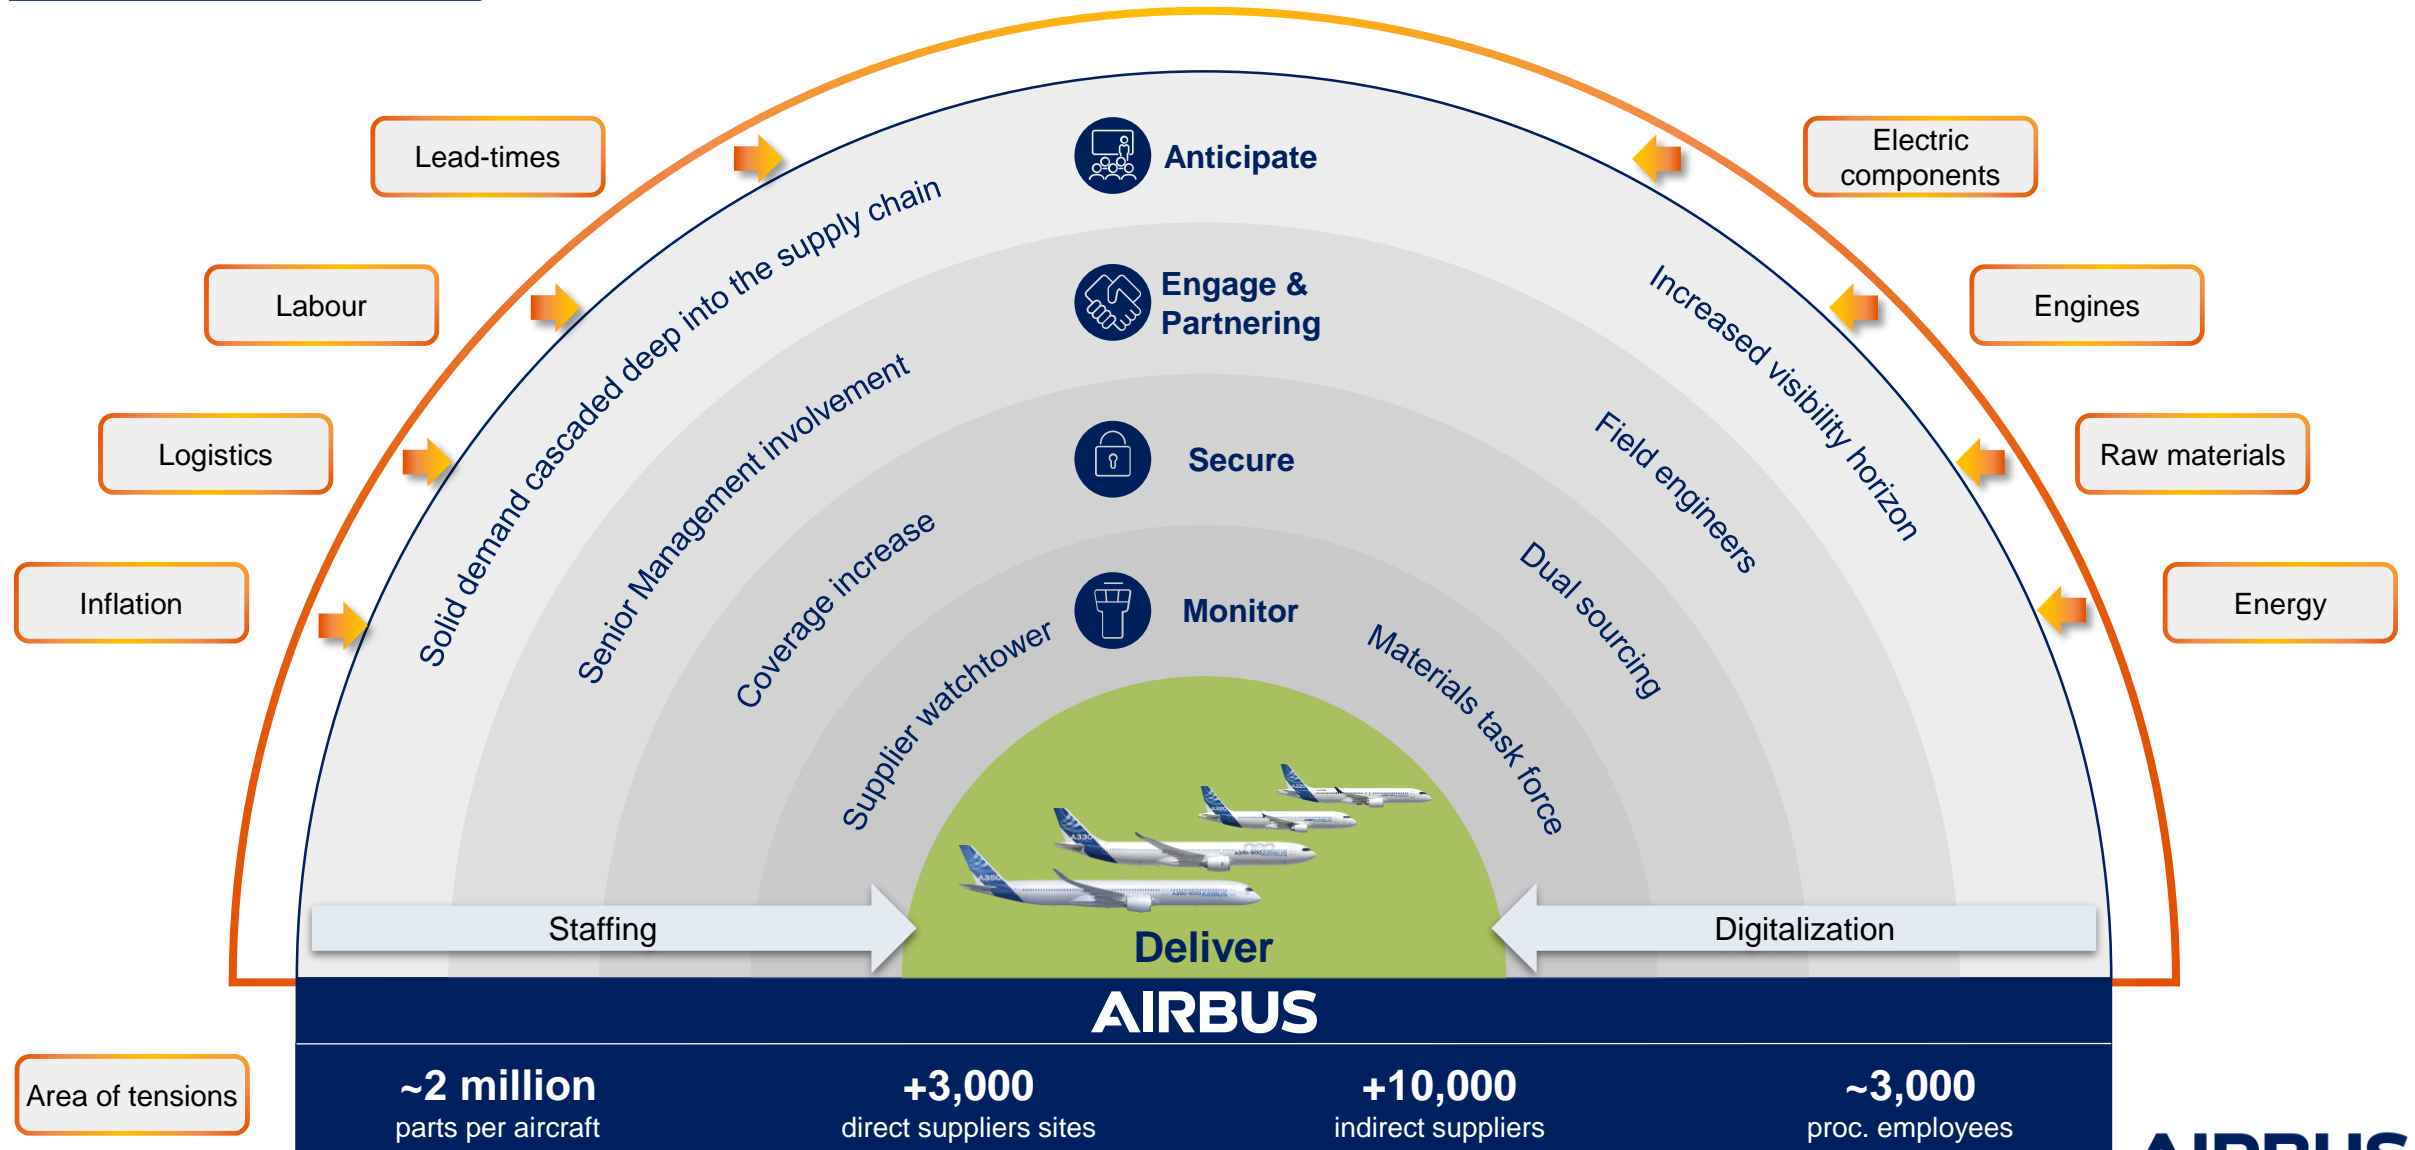 Lead-times
Labour
Logistics
Inflation
Electric
components
Engines
Raw materials
Energy
Anticipate
Solid demand cascaded deep into the supply chain
Increased visibility horizon
Engage &
Partnering
Senior Management involvement
Field engineers
Secure
Coverage increase
Dual sourcing
Monitor
Supplier watchtower
Materials task force
A330
A350
Staffing
Deliver
Digitalization
AIRBUS
Area of tensions
~2 million
parts per aircraft
+3,000
direct suppliers sites
+10,000
indirect suppliers
~3,000
proc. employees
AIRBUS